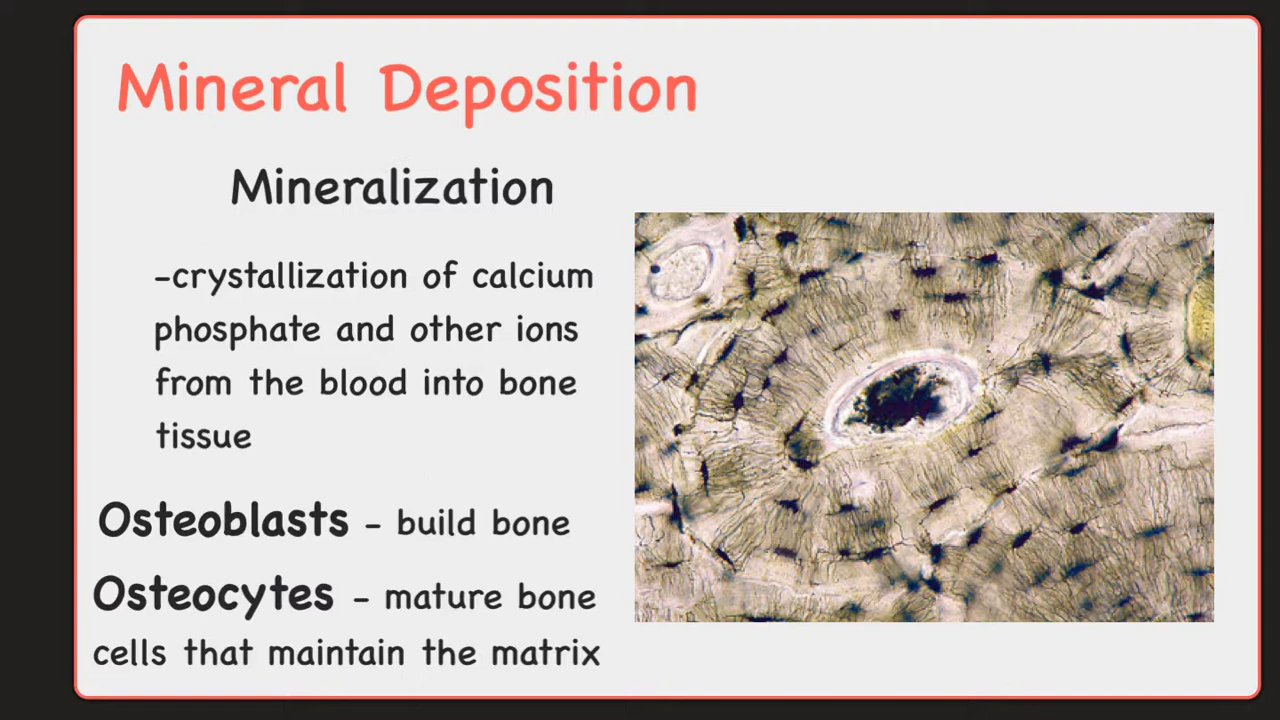 Mineral Deposition
Mineralization
-crystallization of calcium
phosphate and other ions
from the blood into bone
tissue
Osteoblasts - build bone
Osteocytes - mature bone
cells that maintain the matrix